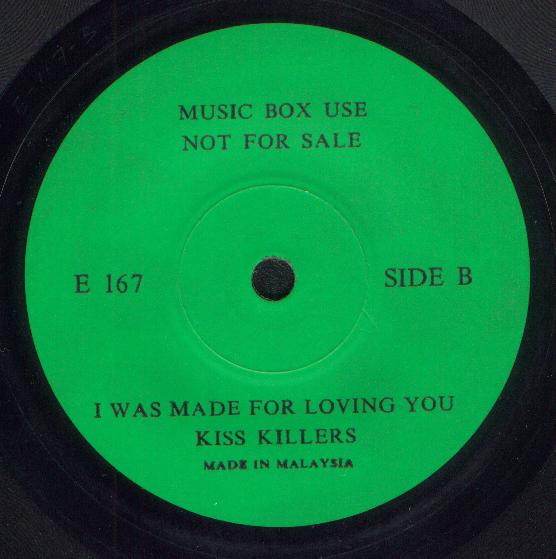 MUSIC BOX USE
NOT FOR SALE
E 167
SIDE B
I WAS MADE FOR LOVING YOU
KISS KILLERS
MADE IN MALAYSIA